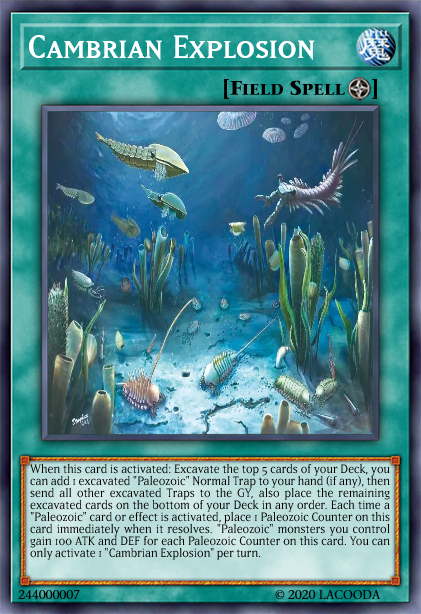 CAMBRIAN EXPLOSION
魔
[FIELD SPELL]
When this card is activated: Excavate the top 5 cards of your Deck, you
can add 1 excavated "Paleozoic" Normal Trap to your hand (if any), then
send all other excavated Traps to the GY, also place the remaining
excavated cards on the bottom of your Deck in any order. Each time a
"Paleozoic" card or effect is activated, place 1 Paleozoic Counter on this
card immediately when it resolves. "Paleozoic" monsters you control
gain 100 ATK and DEF for each Paleozoic Counter on this card. You can
only activate 1 "Cambrian Explosion" per turn.
244000007
© 2020 LACOODA